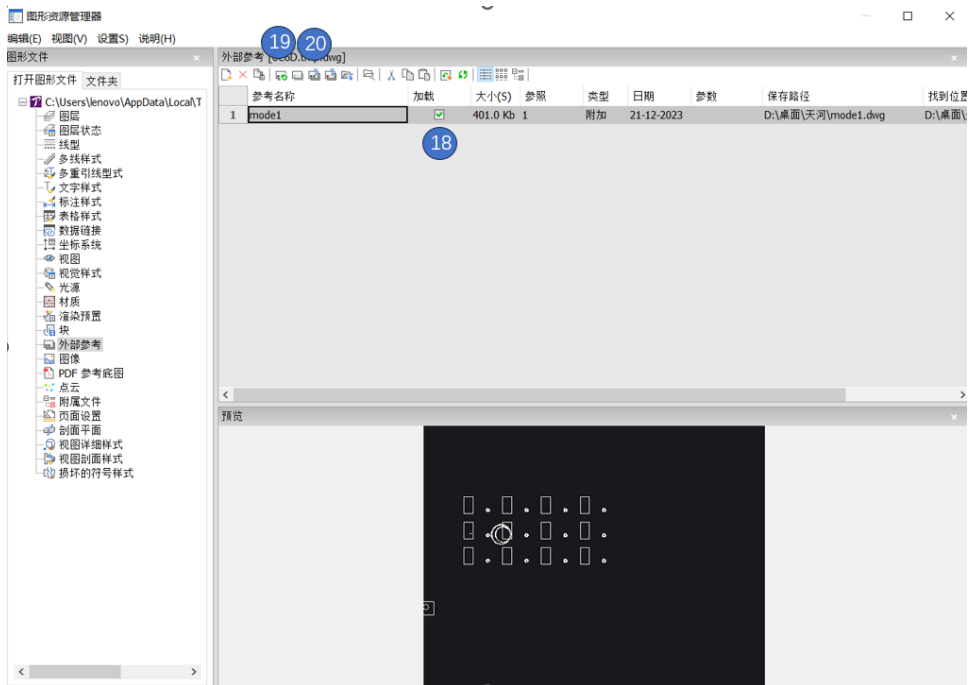 图形资源管理器
编辑(E) 视图(V) 设置S) 说明(H)
图形文件
打开图形文件 文件夹
C:\Users\lenovo\AppData\Local\T
图层
图层状态
线型
多线样式
多重引线型式
文字样式
标注样式
表格样式
数据链接
坐标系统
视图
视觉样式
光源
材质
渲染预置
块
外部参考
图像
PDF 参考底图
点云
附属文件
页面设置
剖面平面
视图详细样式
视图剖面样式
损坏的符号样式
19 20
外部参考 dwg]
参考名称 加载 大小(S) 参照 类型 日期 参数 保存路径 找到位置
1 mode1 401.0 Kb 1 附加 21-12-2023 D:\桌面\天河\mode1.dwg D:\桌面\
18
预览